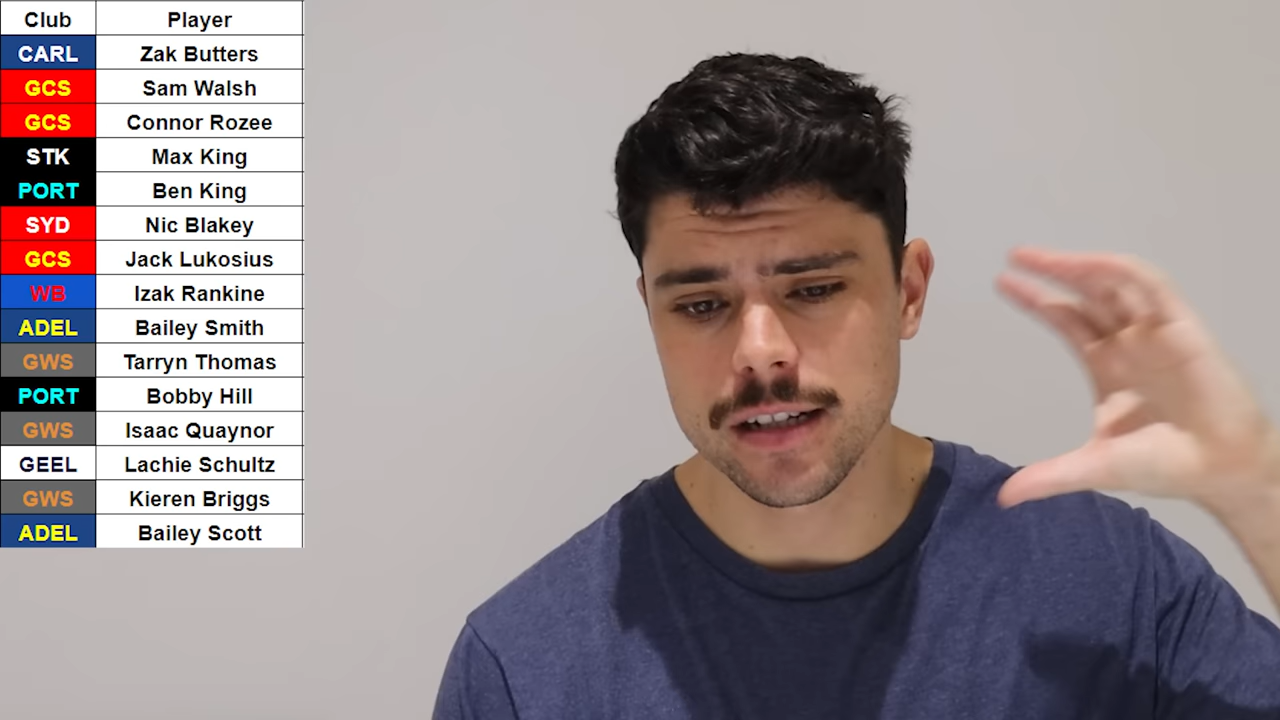 Club Player
CARL Zak Butters
GCS Sam Walsh
GCS Connor Rozee
STK Max King
PORT Ben King
SYD Nic Blakey
GCS Jack Lukosius
WB Izak Rankine
ADEL Bailey Smith
GWS Tarryn Thomas
PORT Bobby Hill
GWS Isaac Quaynor
GEEL Lachie Schultz
GWS Kieren Briggs
ADEL Bailey Scott